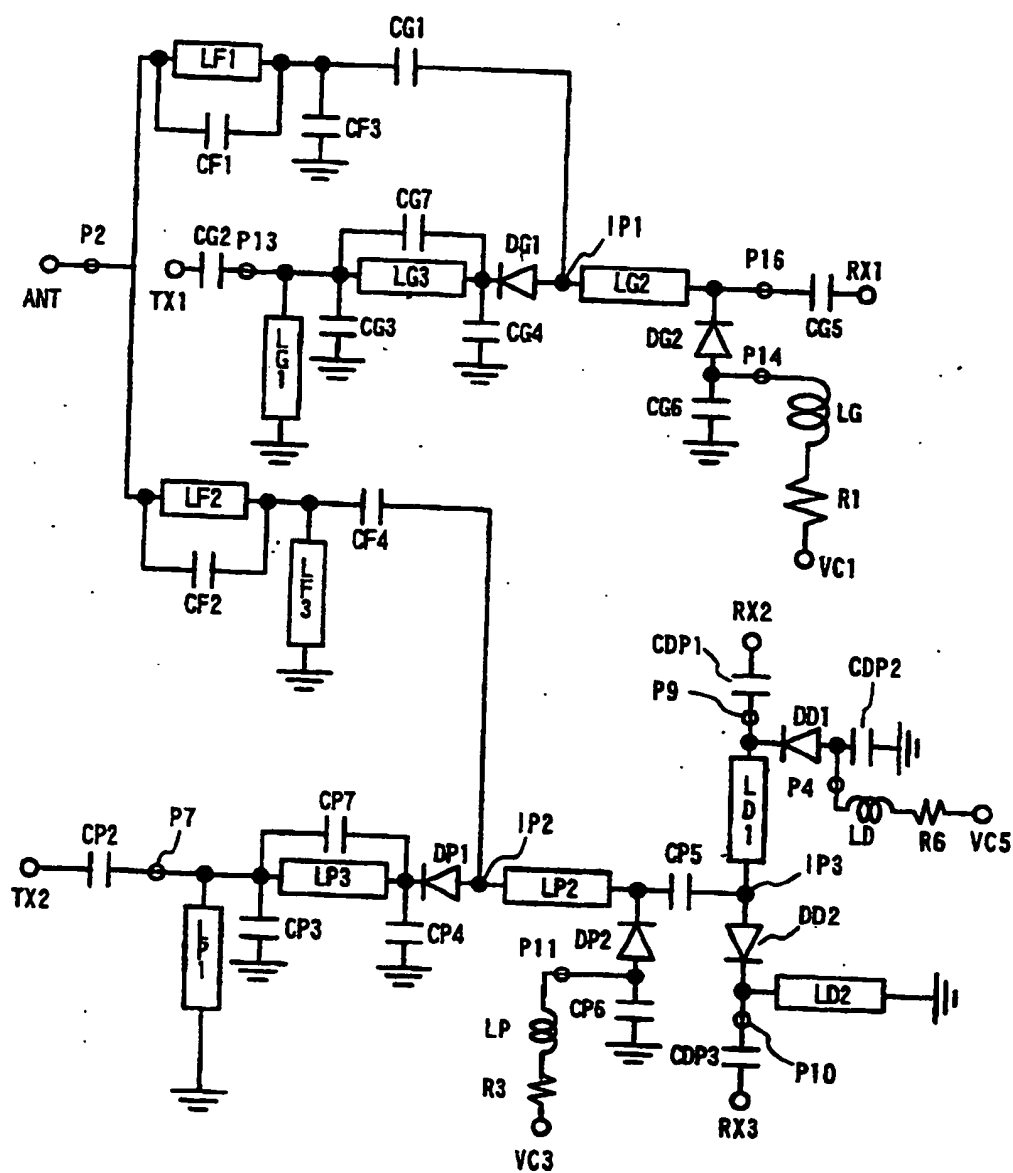 CG1
LF1
CF3
CF1
CG7
P2
CG2
P13
DG1
IP1
ANT
TX1
LG3
LG2
P16
RX1
CG3
CG4
CG5
LG1
DG2
P14
CG6
LG
R1
VC1
LF2
CF4
CF2
LF3
RX2
CDP1
CDP2
P9
DD1
LD1
P4
LD
R6
VC5
CP7
P7
IP2
CP2
DP1
CP5
IP3
TX2
LP3
LP2
DD2
CP3
CP4
DP2
LP1
P11
LD2
CP6
LP
CDP3
P10
R3
RX3
VC3